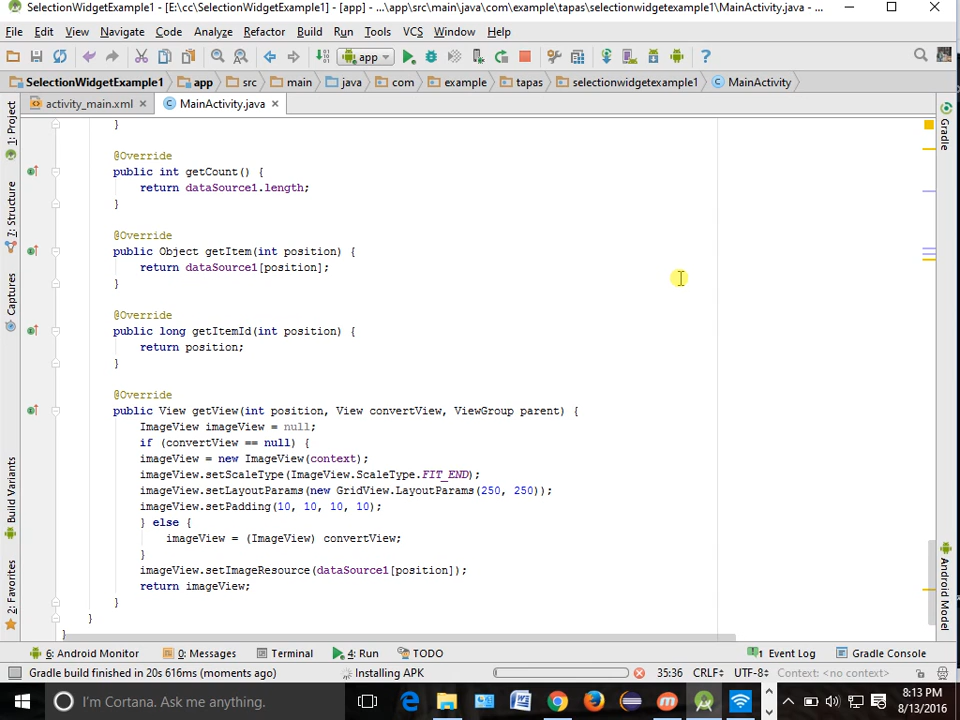 SelectionWidgetExample1 - [E:\cc\SelectionWidgetExample1] - [app] - ...\app\src\main\java\com\example\tapas\selectionwidgetexample1\MainActivity.java - ...
File Edit View Navigate Code Analyze Refactor Build Run Tools VCS Window Help
app
SelectionWidgetExample1 app src main java com example tapas selectionwidgetexample1 MainActivity
activity_main.xml MainActivity.java
1: Project
7: Structure
Captures
Build Variants
2: Favorites
}
@Override
public int getCount() {
return dataSource1.length;
}
@Override
public Object getItem(int position) {
return dataSource1[position];
}
@Override
public long getItemId(int position) {
return position;
}
@Override
public View getView(int position, View convertView, ViewGroup parent) {
ImageView imageView = null;
if (convertView == null) {
imageView = new ImageView(context);
imageView.setScaleType(ImageView.ScaleType.FIT_END);
imageView.setLayoutParams(new GridView.LayoutParams(250, 250));
imageView.setPadding(10, 10, 10, 10);
} else {
imageView = (ImageView) convertView;
}
imageView.setImageResource(dataSource1[position]);
return imageView;
}
}
}
Gradle
Android Model
6: Android Monitor 0: Messages Terminal 4: Run TODO Event Log Gradle Console
Gradle build finished in 20s 616ms (moments ago) Installing APK 35:36 CRLF UTF-8 Context: <no context>
I'm Cortana. Ask me anything.
8:13 PM
8/13/2016